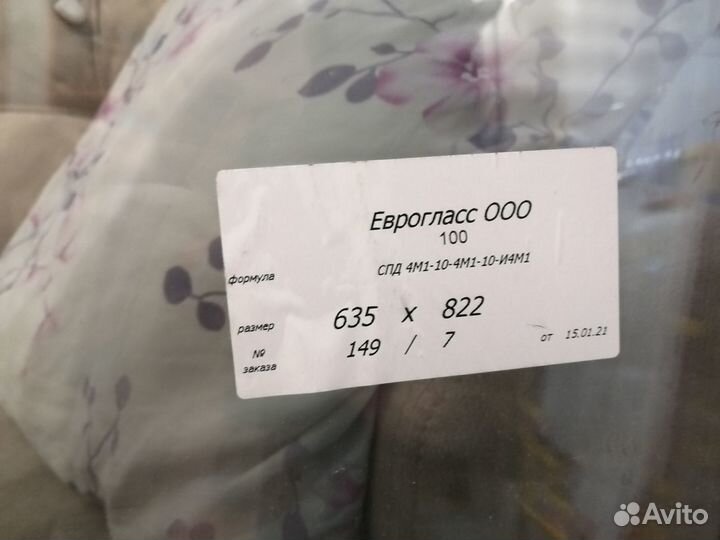 Еврогласс ООО
100
формула СПД 4М1-10-4М1-10-И4М1
размер 635 x 822
№ заказа 149 / 7 от 15.01.21
Avito